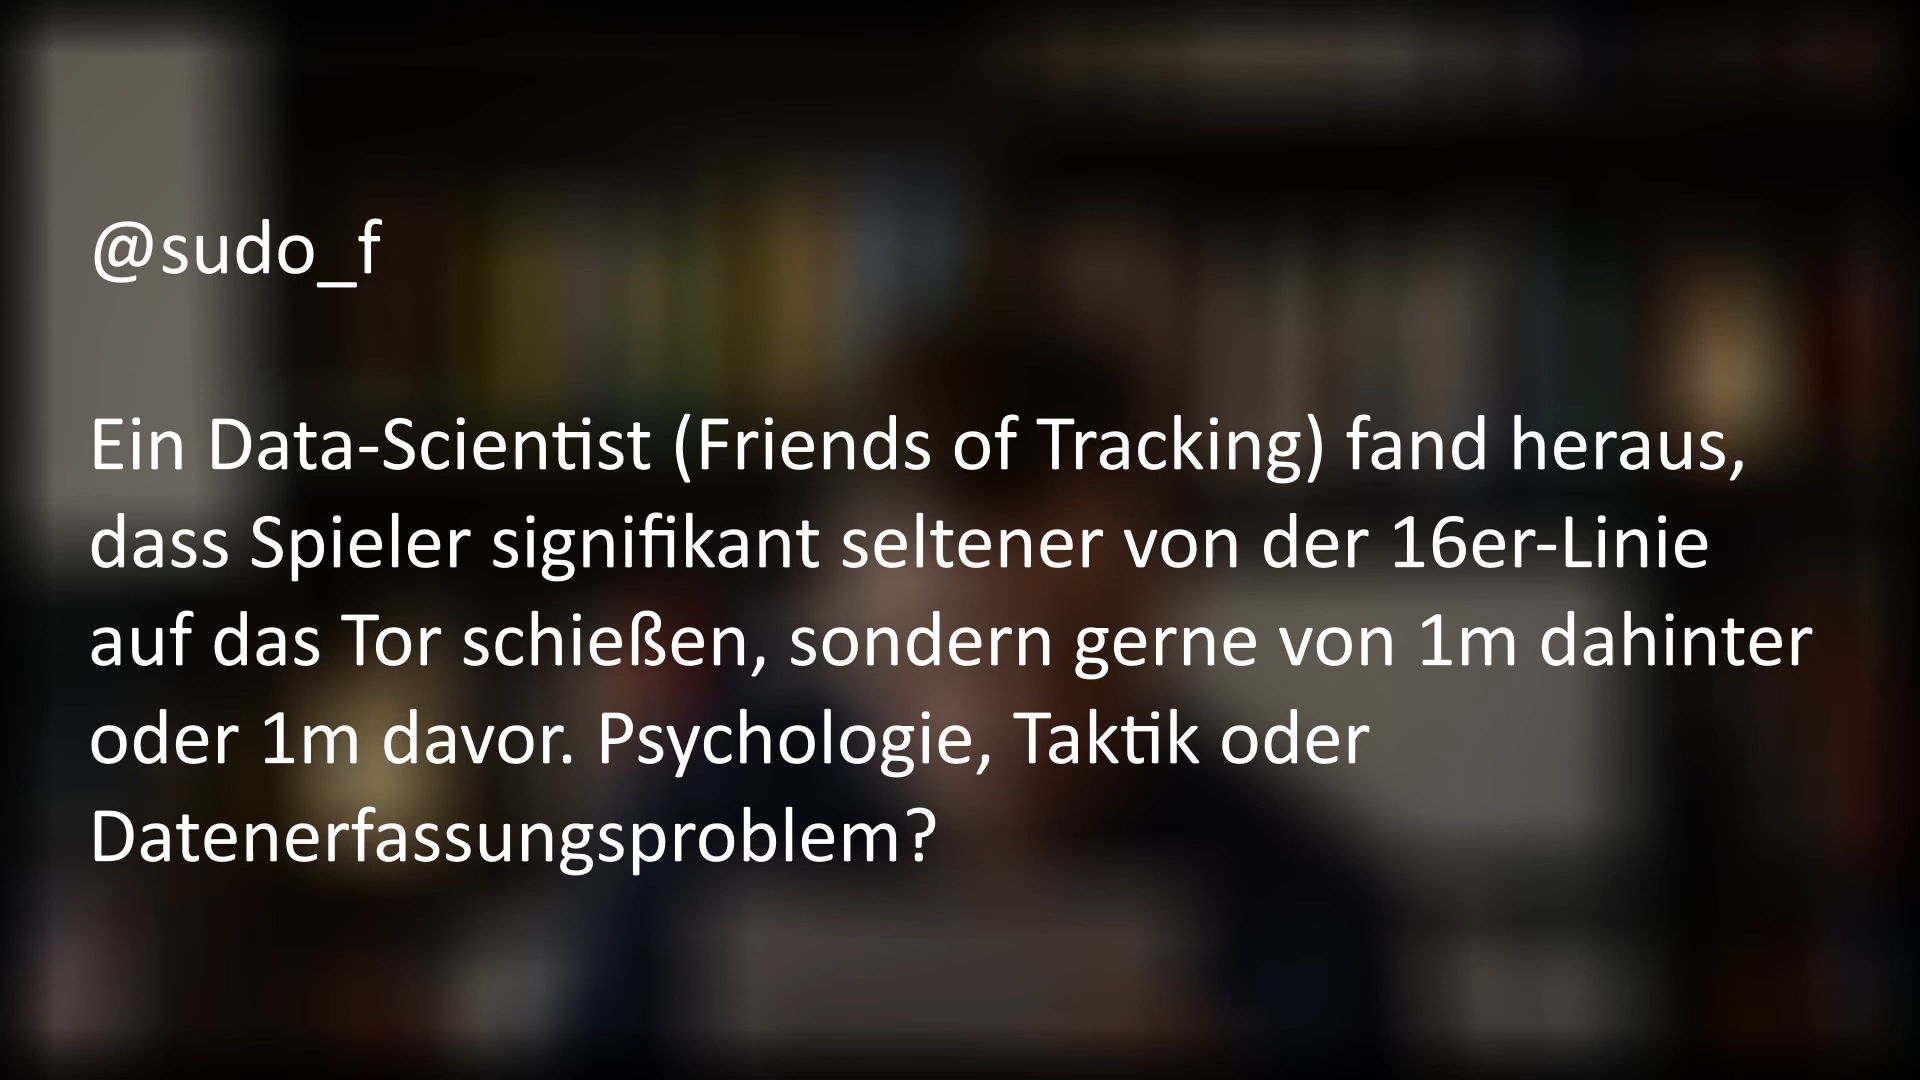 @sudo_f
Ein Data-Scientist (Friends of Tracking) fand heraus,
dass Spieler signifikant seltener von der 16er-Linie
auf das Tor schießen, sondern gerne von 1m dahinter
oder 1m davor. Psychologie, Taktik oder
Datenerfassungsproblem?